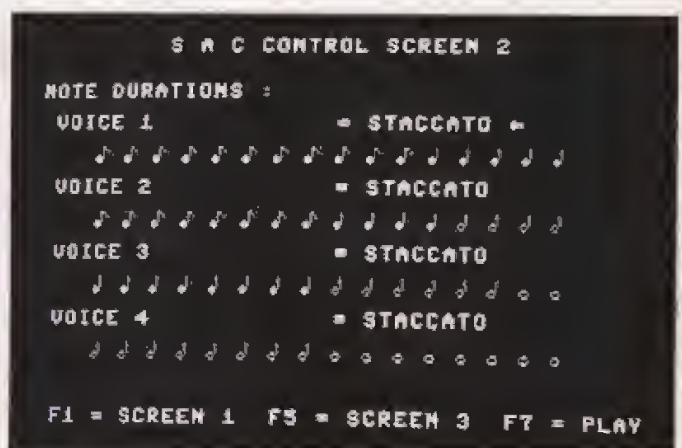 S A C CONTROL SCREEN 2
NOTE DURATIONS :
VOICE 1 = STACCATO ←
VOICE 2 = STACCATO
VOICE 3 = STACCATO
VOICE 4 = STACCATO
F1 = SCREEN 1 F5 = SCREEN 3 F7 = PLAY